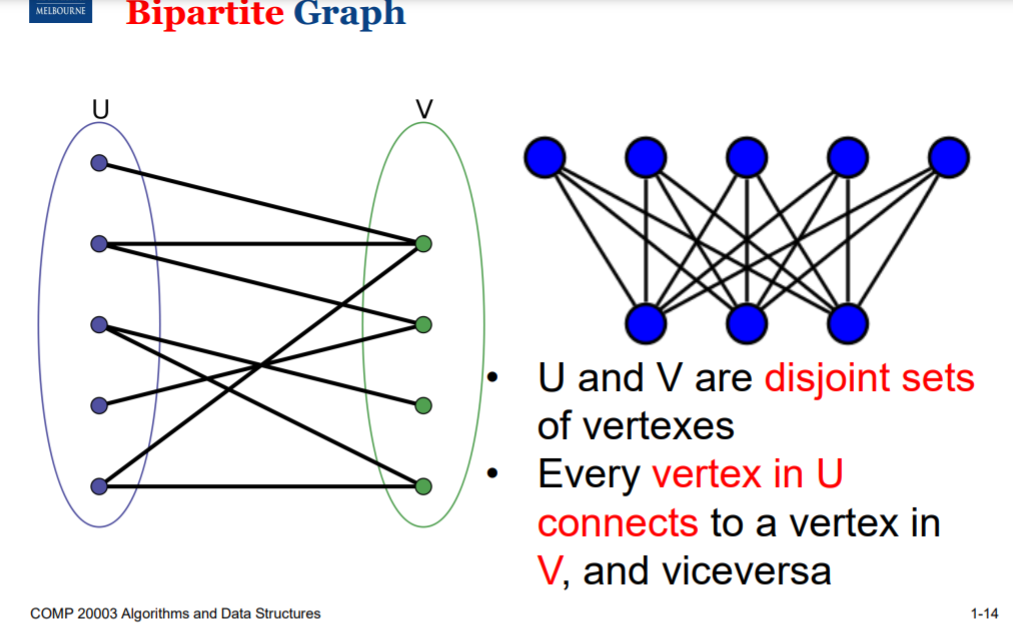 MELBOURNE
Bipartite Graph
U
V
• U and V are disjoint sets
of vertexes
• Every vertex in U
connects to a vertex in
V, and viceversa
COMP 20003 Algorithms and Data Structures
1-14